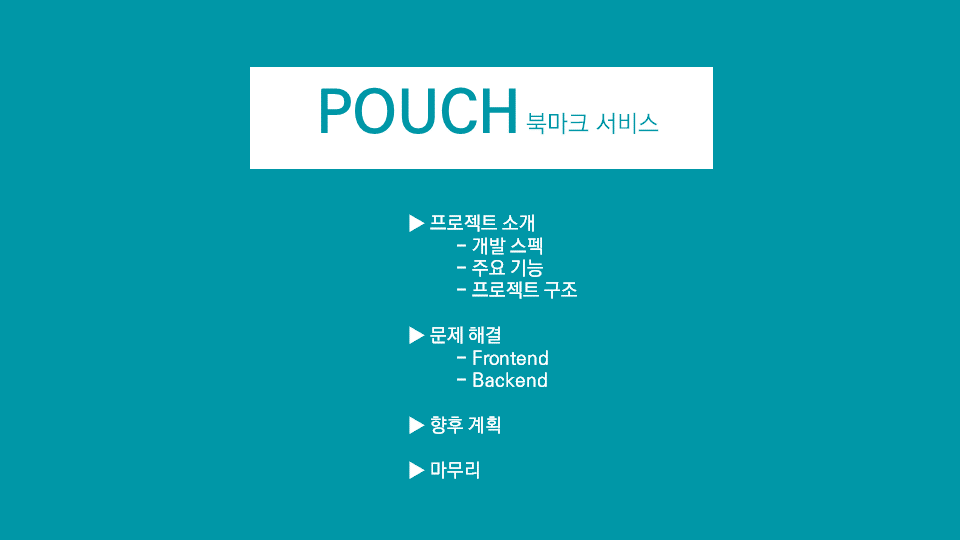 POUCH 북마크 서비스
▶ 프로젝트 소개
- 개발 스펙
- 주요 기능
- 프로젝트 구조
▶ 문제 해결
- Frontend
- Backend
▶ 향후 계획
▶ 마무리